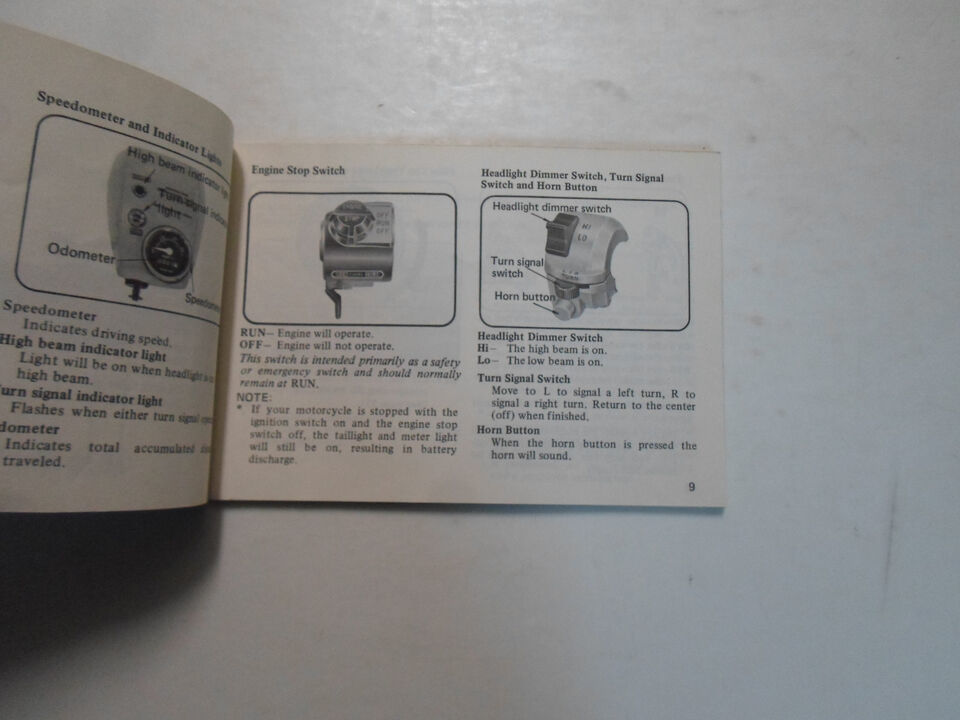 Speedometer and Indicator Lights
High beam indicator
Turn signal
light
Odometer
Speedometer
Indicates driving speed.
High beam indicator light
Light will be on when headlight
high beam.
Turn signal indicator light
Flashes when either turn signal
Indicates total accumulated
traveled.
Engine Stop Switch
OFF
RUN
OFF
RUN— Engine will operate.
OFF— Engine will not operate.
This switch is intended primarily as a safety
or emergency switch and should normally
remain at RUN.
NOTE:
* If your motorcycle is stopped with the
ignition switch on and the engine stop
switch off, the taillight and meter light
will still be on, resulting in battery
discharge.
Headlight Dimmer Switch, Turn Signal
Switch and Horn Button
Headlight dimmer switch
HI
LO
Turn signal
switch
L
R
HORN
Horn button
Headlight Dimmer Switch
Hi— The high beam is on.
Lo— The low beam is on.
Turn Signal Switch
Move to L to signal a left turn, R to
signal a right turn. Return to the center
(off) when finished.
Horn Button
When the horn button is pressed the
horn will sound.
9